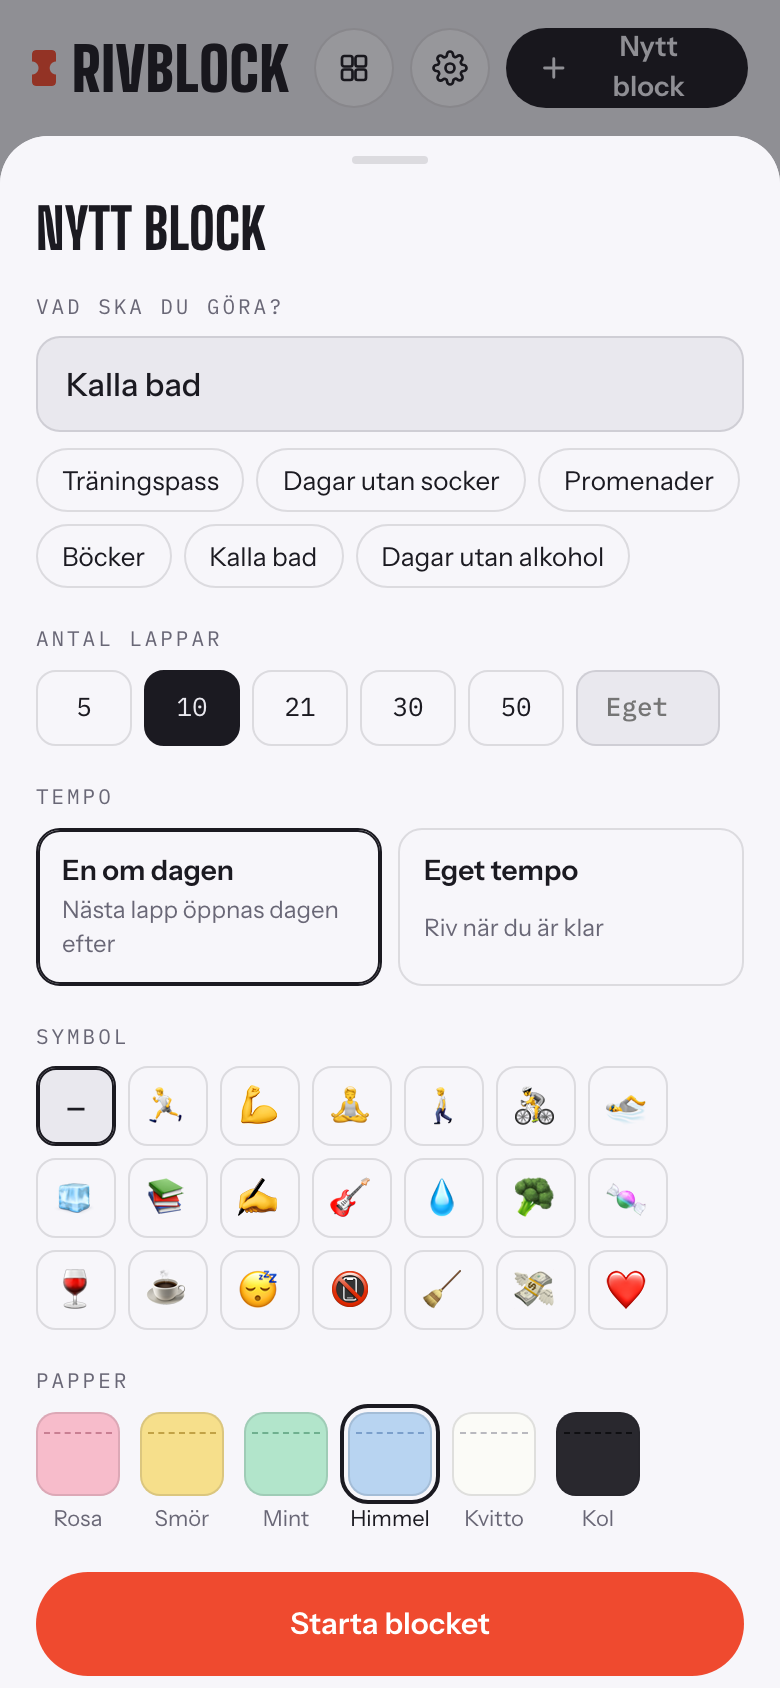 RIVBLOCK
Nytt
block
NYTT BLOCK
VAD SKA DU GÖRA?
Kalla bad
Träningspass Dagar utan socker Promenader
Böcker Kalla bad Dagar utan alkohol
ANTAL LAPPAR
5 10 21 30 50 Eget
TEMPO
En om dagen
Nästa lapp öppnas dagen
efter
Eget tempo
Riv när du är klar
SYMBOL
–
PAPPER
Rosa Smör Mint Himmel Kvitto Kol
Starta blocket